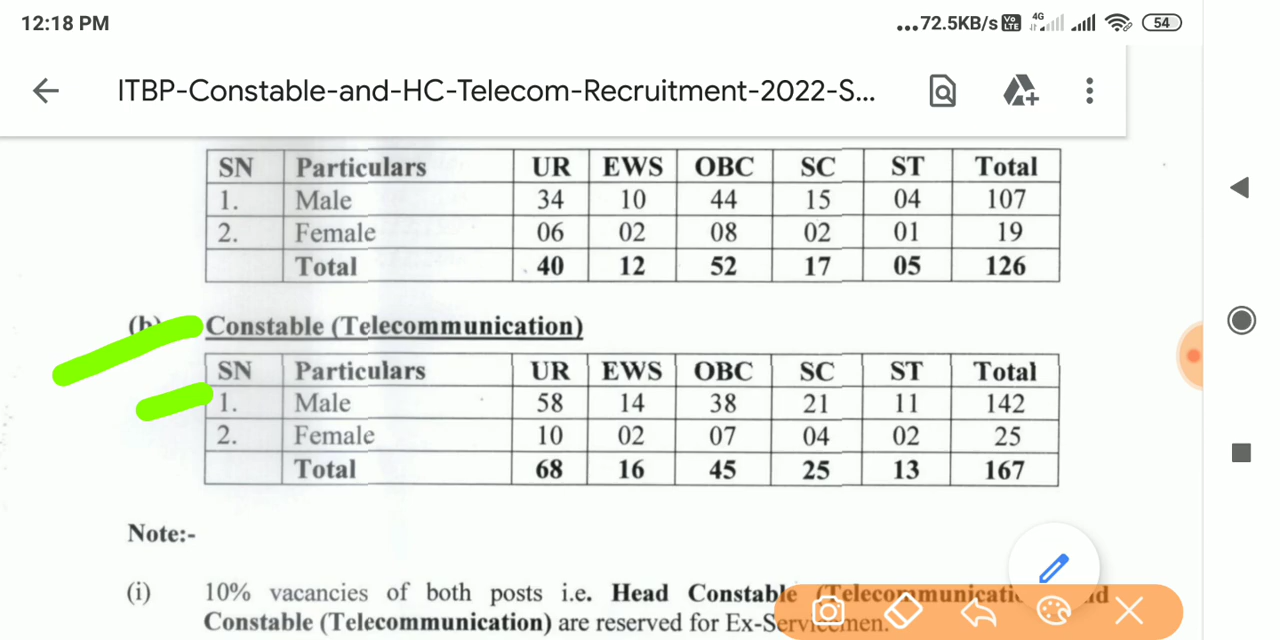 12:18 PM
...72.5KB/s Vo LTE 4G 54
ITBP-Constable-and-HC-Telecom-Recruitment-2022-S...
SN Particulars UR EWS OBC SC ST Total
1. Male 34 10 44 15 04 107
2. Female 06 02 08 02 01 19
Total 40 12 52 17 05 126
(b) Constable (Telecommunication)
SN Particulars UR EWS OBC SC ST Total
1. Male 58 14 38 21 11 142
2. Female 10 02 07 04 02 25
Total 68 16 45 25 13 167
Note:-
(i) 10% vacancies of both posts i.e. Head Constable (Telecommunication)
Constable (Telecommunication) are reserved for Ex-Servicemen.